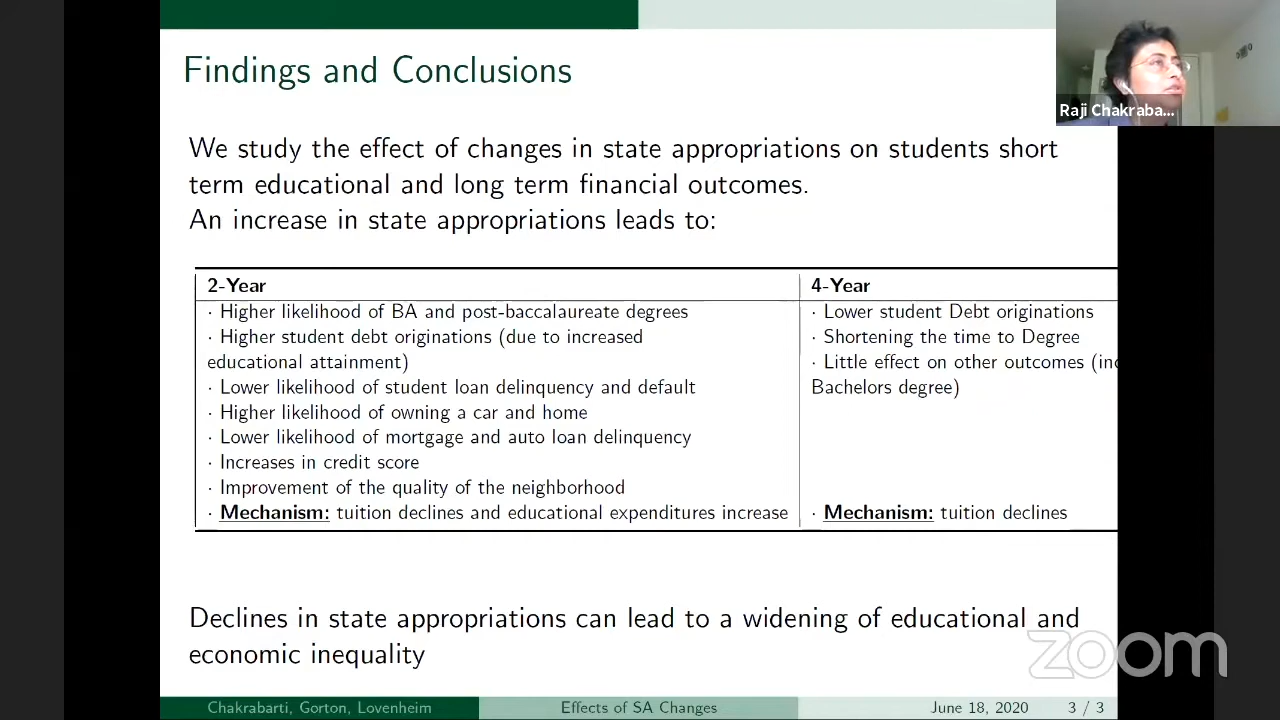 Findings and Conclusions
Raji Chakraba...
We study the effect of changes in state appropriations on students short
term educational and long term financial outcomes.
An increase in state appropriations leads to:
2-Year
· Higher likelihood of BA and post-baccalaureate degrees
· Higher student debt originations (due to increased
educational attainment)
· Lower likelihood of student loan delinquency and default
· Higher likelihood of owning a car and home
· Lower likelihood of mortgage and auto loan delinquency
· Increases in credit score
· Improvement of the quality of the neighborhood
· Mechanism: tuition declines and educational expenditures increase
4-Year
· Lower student Debt originations
· Shortening the time to Degree
· Little effect on other outcomes
Bachelors degree)
· Mechanism: tuition declines
Declines in state appropriations can lead to a widening of educational and
economic inequality
zoom
Chakrabarti, Gorton, Lovenheim
Effects of SA Changes
June 18, 2020
3 / 3